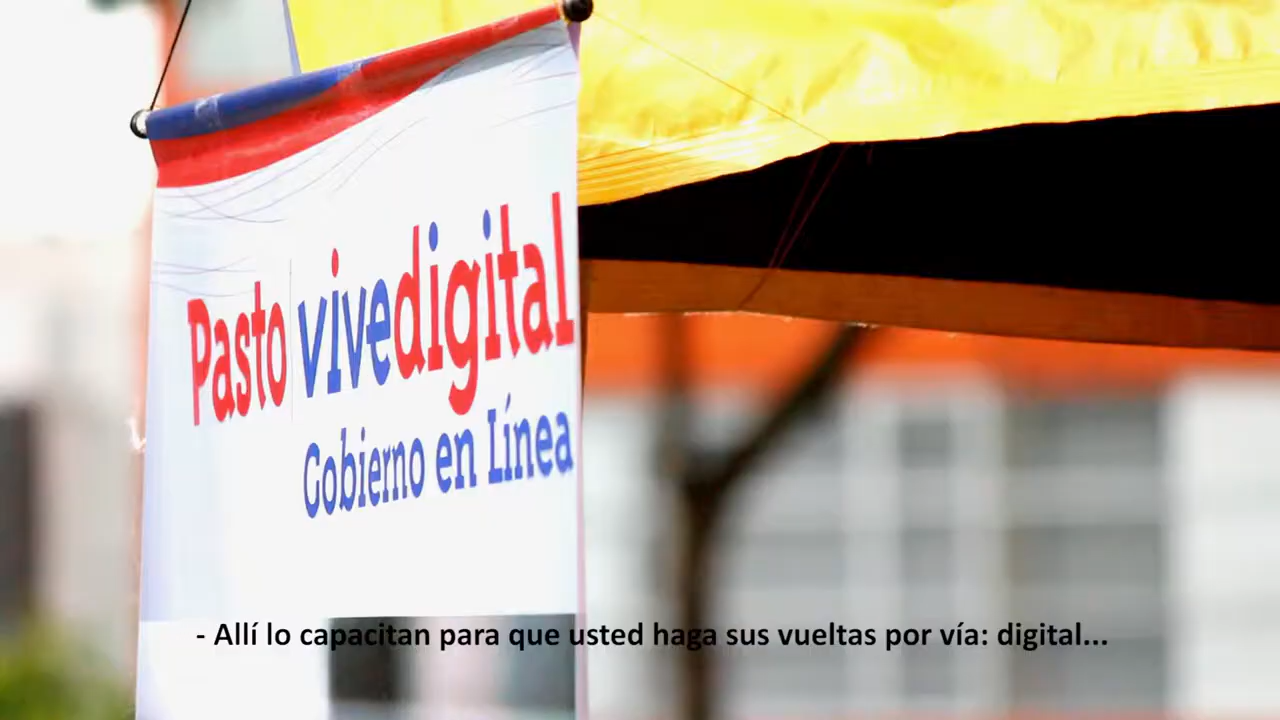 Pasto vivedigital
Gobierno en Línea
- Allí lo capacitan para que usted haga sus vueltas por vía: digital...